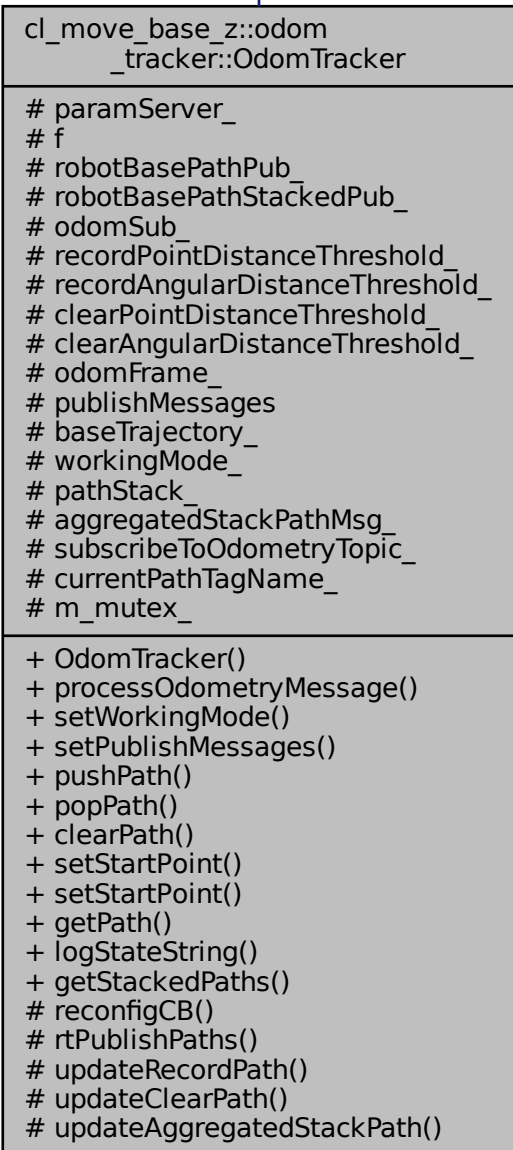 cl_move_base_z::odom
_tracker::OdomTracker
# paramServer_
# f
# robotBasePathPub_
# robotBasePathStackedPub_
# odomSub_
# recordPointDistanceThreshold_
# recordAngularDistanceThreshold_
# clearPointDistanceThreshold_
# clearAngularDistanceThreshold_
# odomFrame_
# publishMessages
# baseTrajectory_
# workingMode_
# pathStack_
# aggregatedStackPathMsg_
# subscribeToOdometryTopic_
# currentPathTagName_
# m_mutex_
+ OdomTracker()
+ processOdometryMessage()
+ setWorkingMode()
+ setPublishMessages()
+ pushPath()
+ popPath()
+ clearPath()
+ setStartPoint()
+ setStartPoint()
+ getPath()
+ logStateString()
+ getStackedPaths()
# reconfigCB()
# rtPublishPaths()
# updateRecordPath()
# updateClearPath()
# updateAggregatedStackPath()